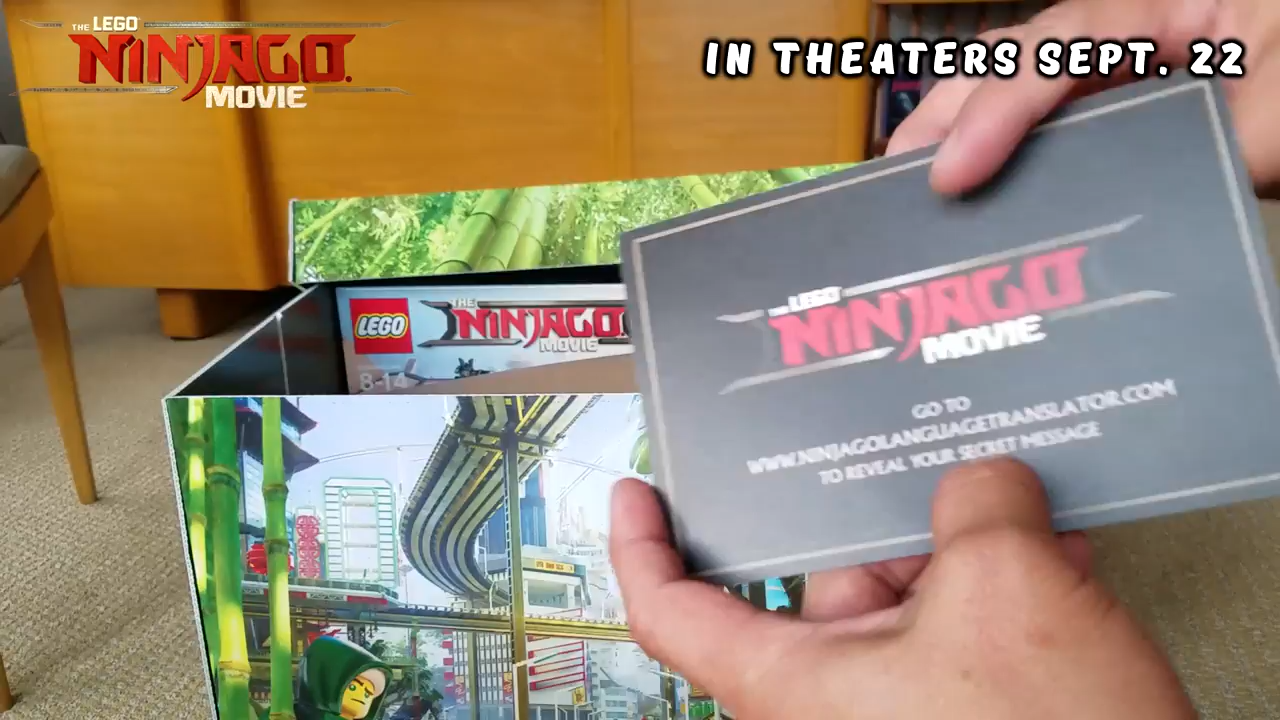 THE LEGO
NINJAGO.
MOVIE
IN THEATERS SEPT. 22
LEGO
THE
NINJAGO
MOVIE
8-14
THE LEGO
NINJAGO
MOVIE
GO TO
WWW.NINJAGOLANGUAGETRANSLATOR.COM
TO REVEAL YOUR SECRET MESSAGE